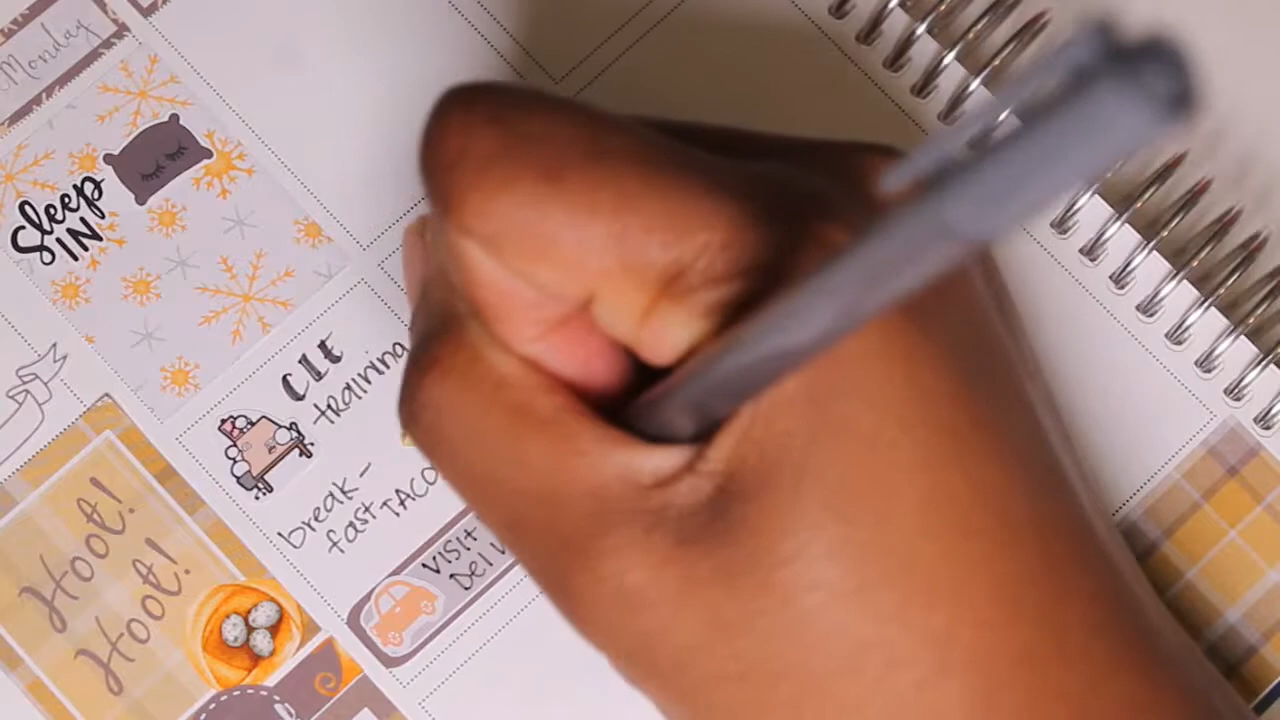 Monday
Sleep
IN
CLE
training
break-
fast TACO
VISIT
Hoot!
Hoot!